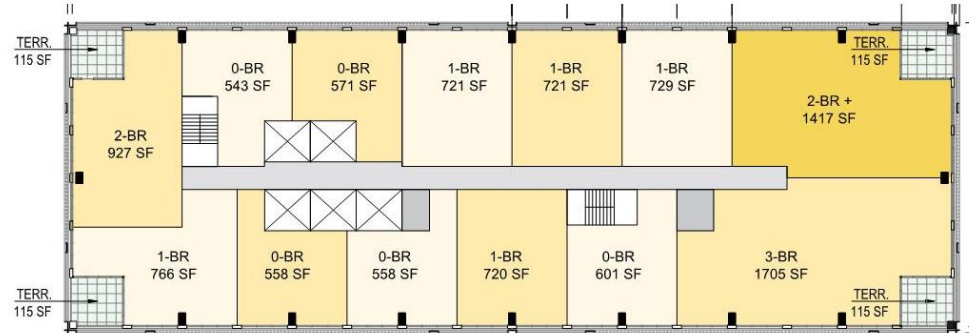 TERR.
115 SF
0-BR
543 SF
0-BR
571 SF
1-BR
721 SF
1-BR
721 SF
1-BR
729 SF
TERR.
115 SF
2-BR +
1417 SF
2-BR
927 SF
1-BR
766 SF
0-BR
558 SF
0-BR
558 SF
1-BR
720 SF
0-BR
601 SF
3-BR
1705 SF
TERR.
115 SF
TERR.
115 SF